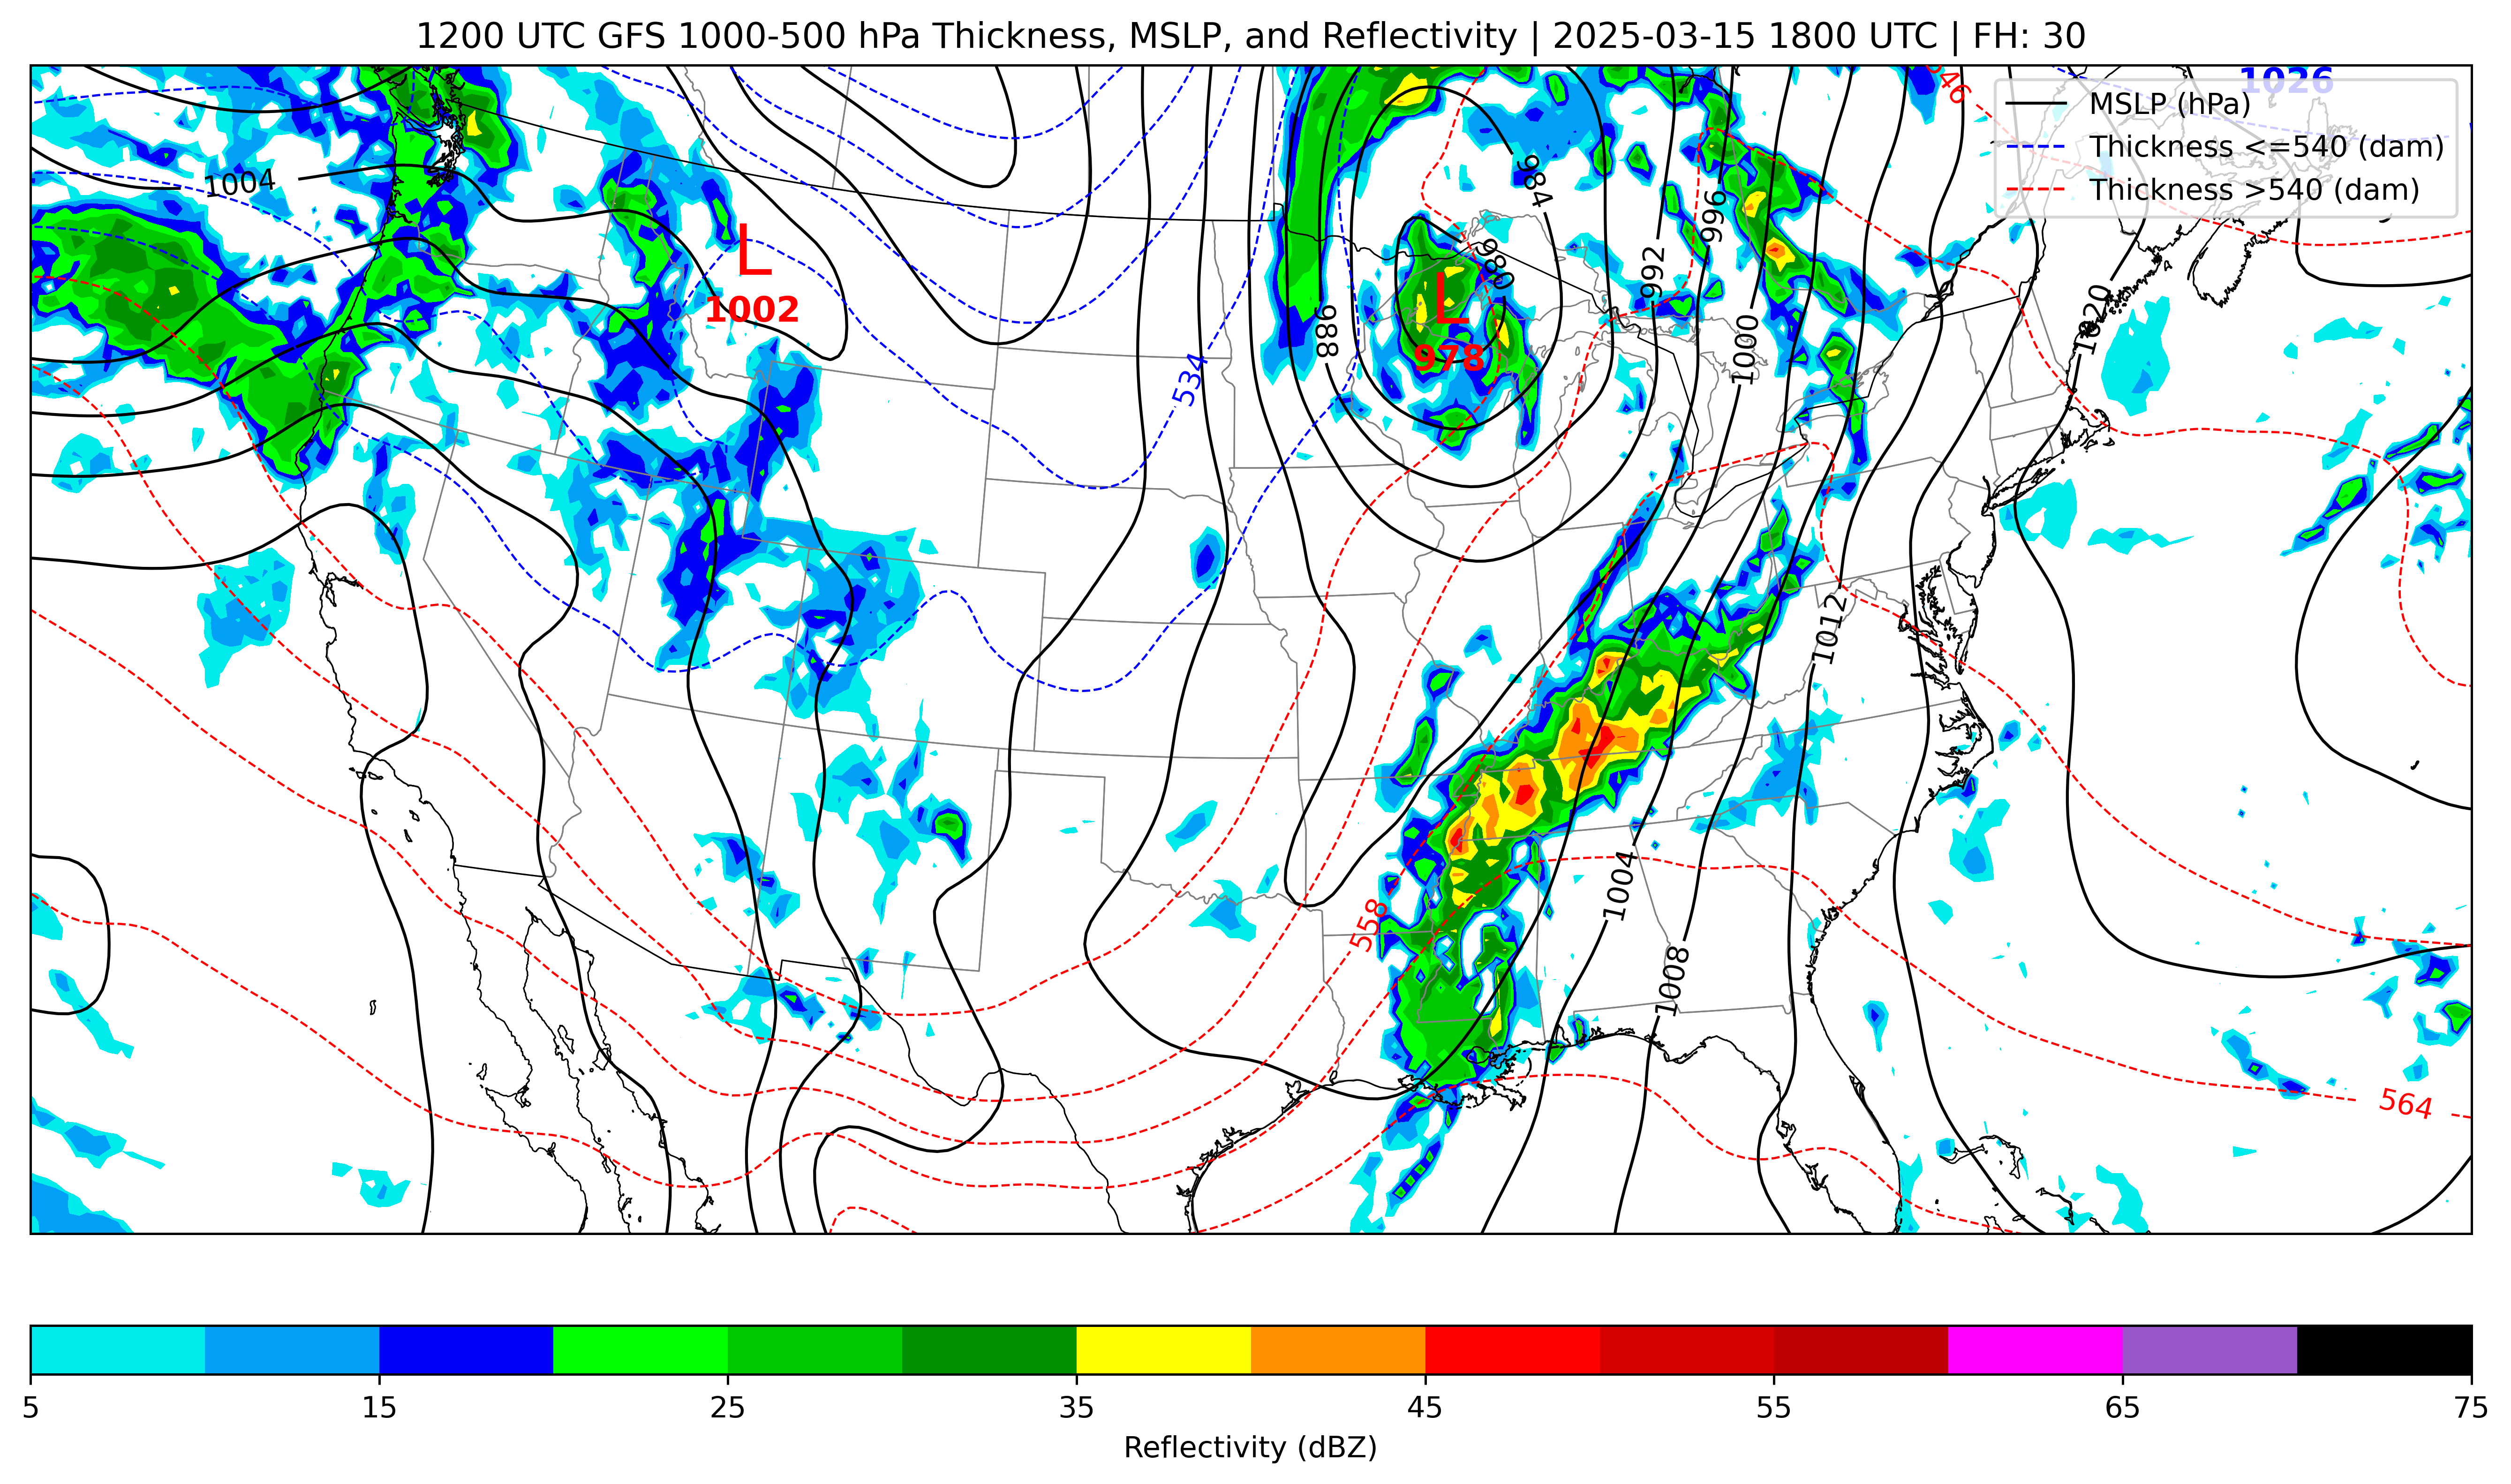 1200 UTC GFS 1000-500 hPa Thickness, MSLP, and Reflectivity | 2025-03-15 1800 UTC | FH: 30
546
1026
MSLP (hPa)
Thickness <=540 (dam)
Thickness >540 (dam)
1004
984
996
L
1002
980
992
L
978
988
1000
1020
534
1012
1004
558
1008
564
5 15 25 35 45 55 65 75
Reflectivity (dBZ)